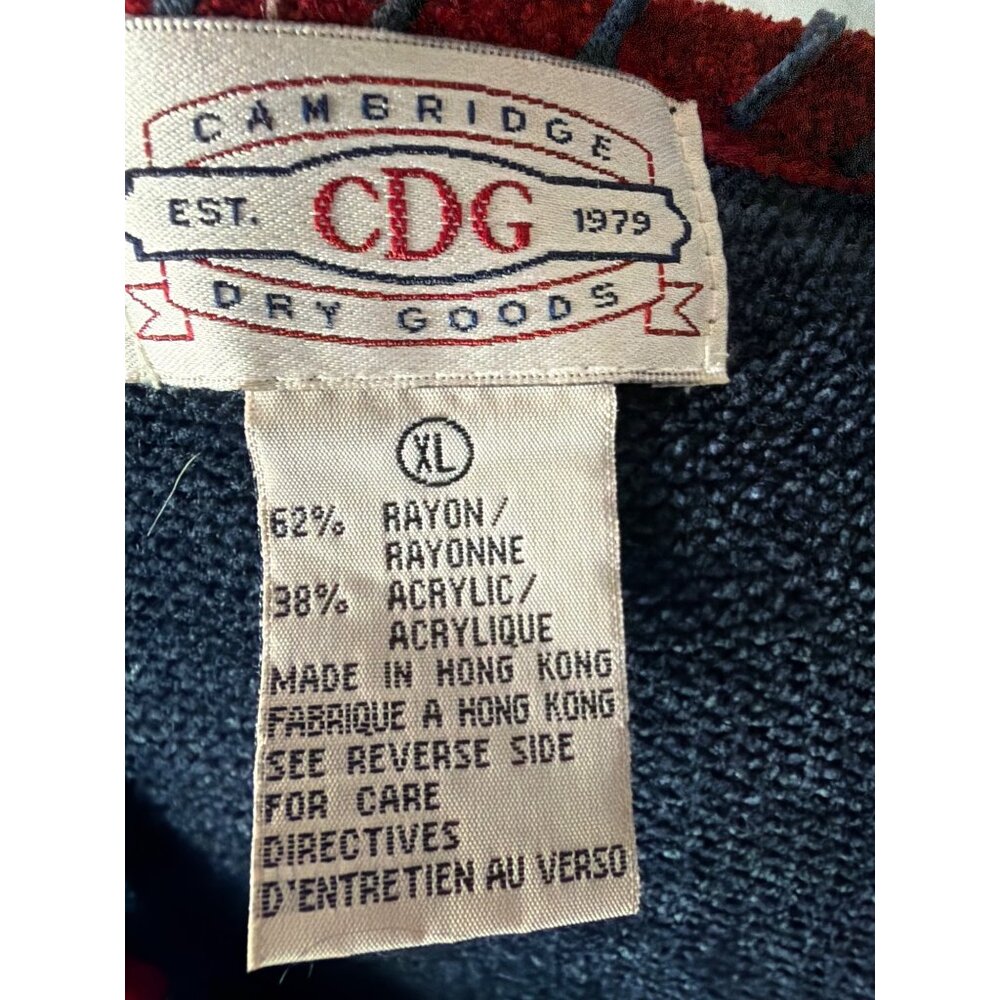 CAMBRIDGE
EST. CDG 1979
DRY GOODS
XL
62% RAYON/
RAYONNE
38% ACRYLIC/
ACRYLIQUE
MADE IN HONG KONG
FABRIQUE A HONG KONG
SEE REVERSE SIDE
FOR CARE
DIRECTIVES
D'ENTRETIEN AU VERSO